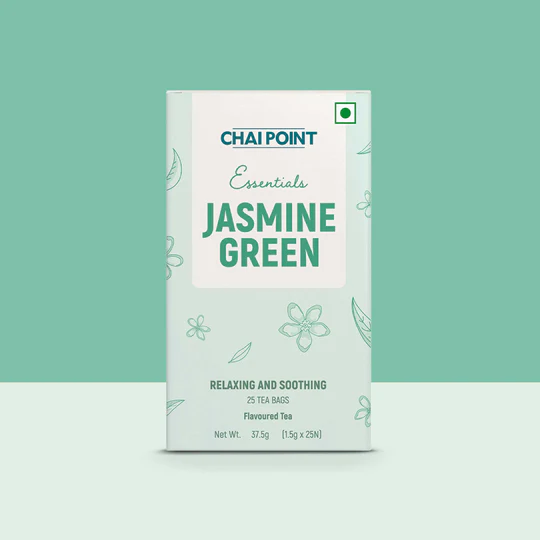 CHAI POINT
Essentials
JASMINE
GREEN
RELAXING AND SOOTHING
25 TEA BAGS
Flavoured Tea
Net Wt. 37.5g (1.5g x 25N)